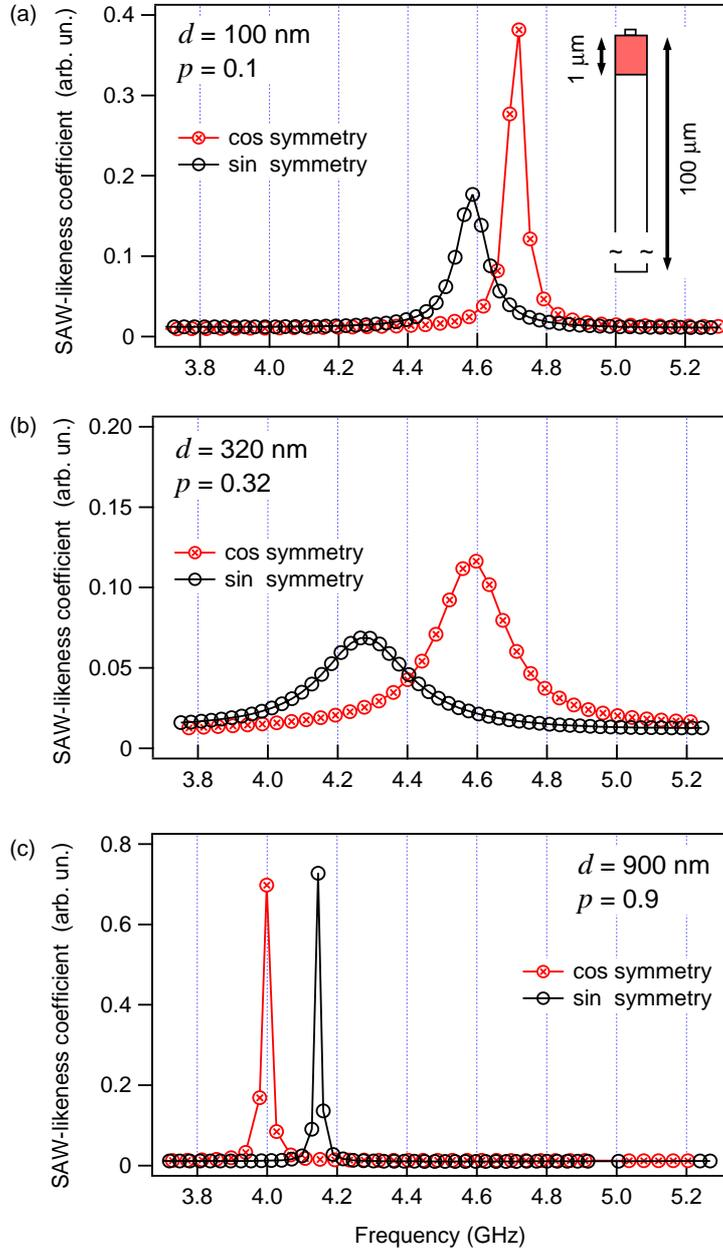 (a)
d = 100 nm
p = 0.1
cos symmetry
sin symmetry
1 µm
100 µm
~ ~
SAW-likeness coefficient (arb. un.)
0.4
0.3
0.2
0.1
0
3.8 4.0 4.2 4.4 4.6 4.8 5.0 5.2
(b)
d = 320 nm
p = 0.32
cos symmetry
sin symmetry
SAW-likeness coefficient (arb. un.)
0.20
0.15
0.10
0.05
0
3.8 4.0 4.2 4.4 4.6 4.8 5.0 5.2
(c)
d = 900 nm
p = 0.9
cos symmetry
sin symmetry
SAW-likeness coefficient (arb. un.)
0.8
0.6
0.4
0.2
0
3.8 4.0 4.2 4.4 4.6 4.8 5.0 5.2
Frequency (GHz)